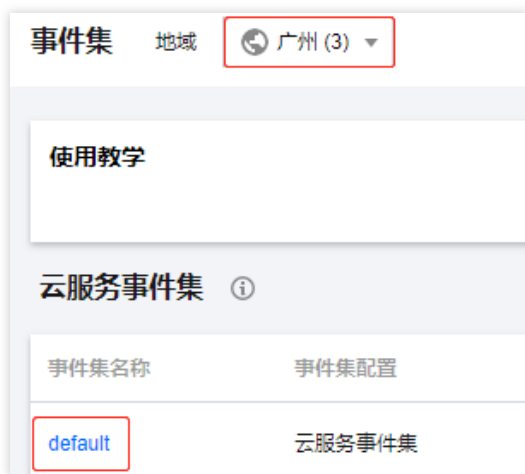 事件集 地域 广州 (3)
使用教学
云服务事件集
事件集名称 事件集配置
default 云服务事件集